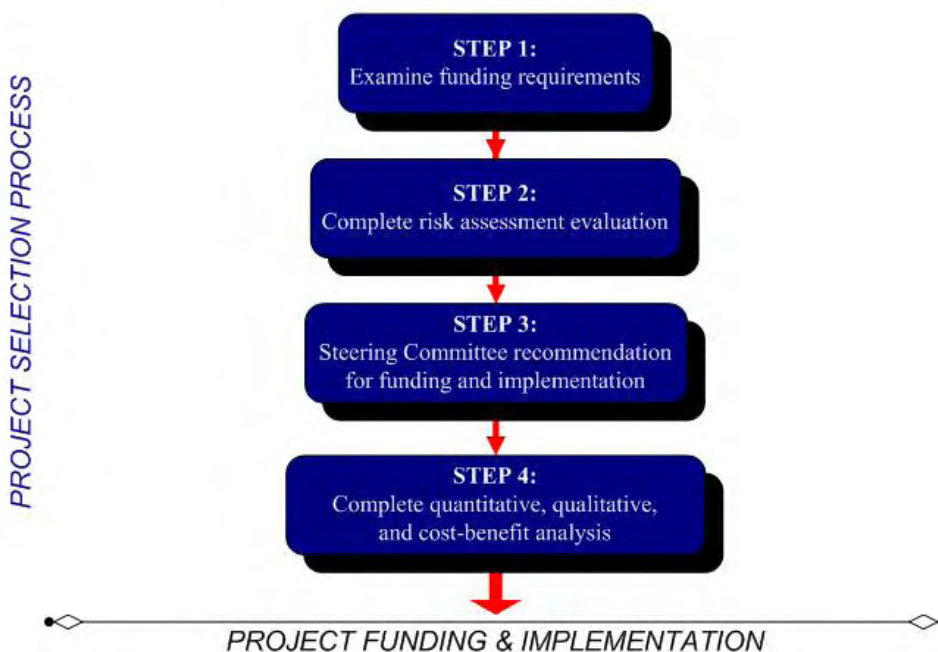 PROJECT SELECTION PROCESS
STEP 1:
Examine funding requirements
STEP 2:
Complete risk assessment evaluation
STEP 3:
Steering Committee recommendation
for funding and implementation
STEP 4:
Complete quantitative, qualitative,
and cost-benefit analysis
PROJECT FUNDING & IMPLEMENTATION